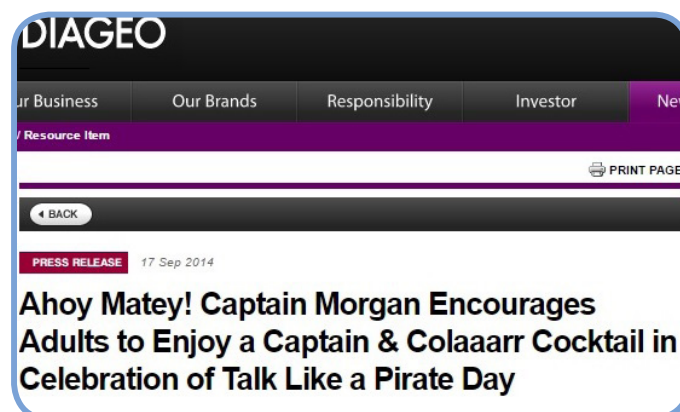 DIAGEO
ur Business Our Brands Responsibility Investor Ne
/ Resource Item
PRINT PAGE
BACK
PRESS RELEASE 17 Sep 2014
Ahoy Matey! Captain Morgan Encourages
Adults to Enjoy a Captain & Colaaarr Cocktail in
Celebration of Talk Like a Pirate Day